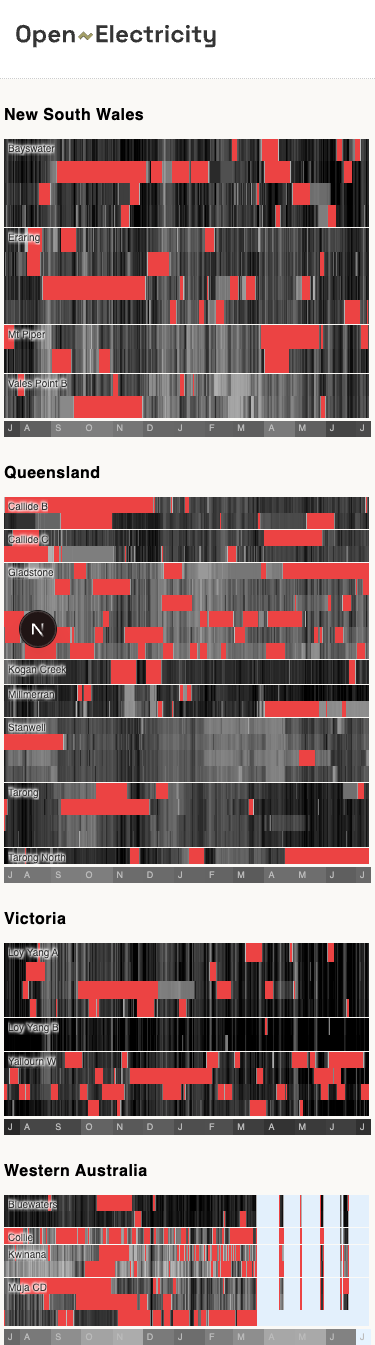 Open Electricity
New South Wales
Bayswater
Eraring
Mt Piper
Vales Point B
J A S O N D J F M A M J J
Queensland
Callide B
Callide C
Gladstone
N
Kogan Creek
Millmerran
Stanwell
Tarong
Tarong North
J A S O N D J F M A M J J
Victoria
Loy Yang A
Loy Yang B
Yallourn W
J A S O N D J F M A M J J
Western Australia
Bluewaters
Collie
Kwinana
Muja CD
J A S O N D J F M A M J J